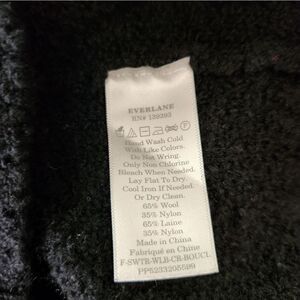 EVERLANE
RN# 139393
Hand Wash Cold
With Like Colors.
Do Not Wring.
Only Non Chlorine
Bleach When Needed.
Lay Flat To Dry.
Cool Iron If Needed.
Or Dry Clean.
65% Wool
35% Nylon
65% Laine
35% Nylon
Made in China
Fabriqué en Chine
F-SWTR-WLB-CR-BOUCL
PP5233205599